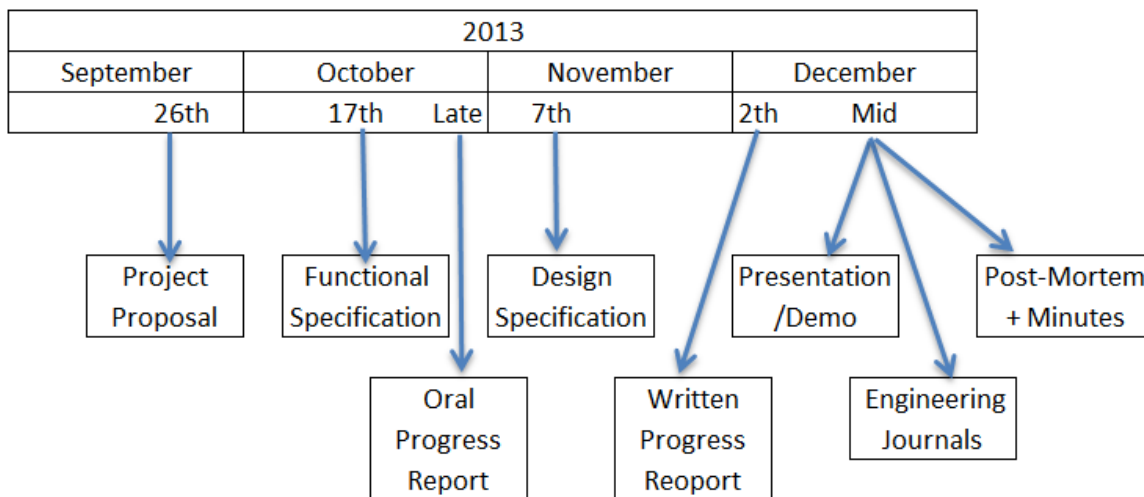 2013
September October November December
26th 17th Late 7th 2th Mid
Project Functional Design Presentation Post-Mortem
Proposal Specification Specification /Demo + Minutes
Oral Written Engineering
Progress Progress Journals
Report Reoport